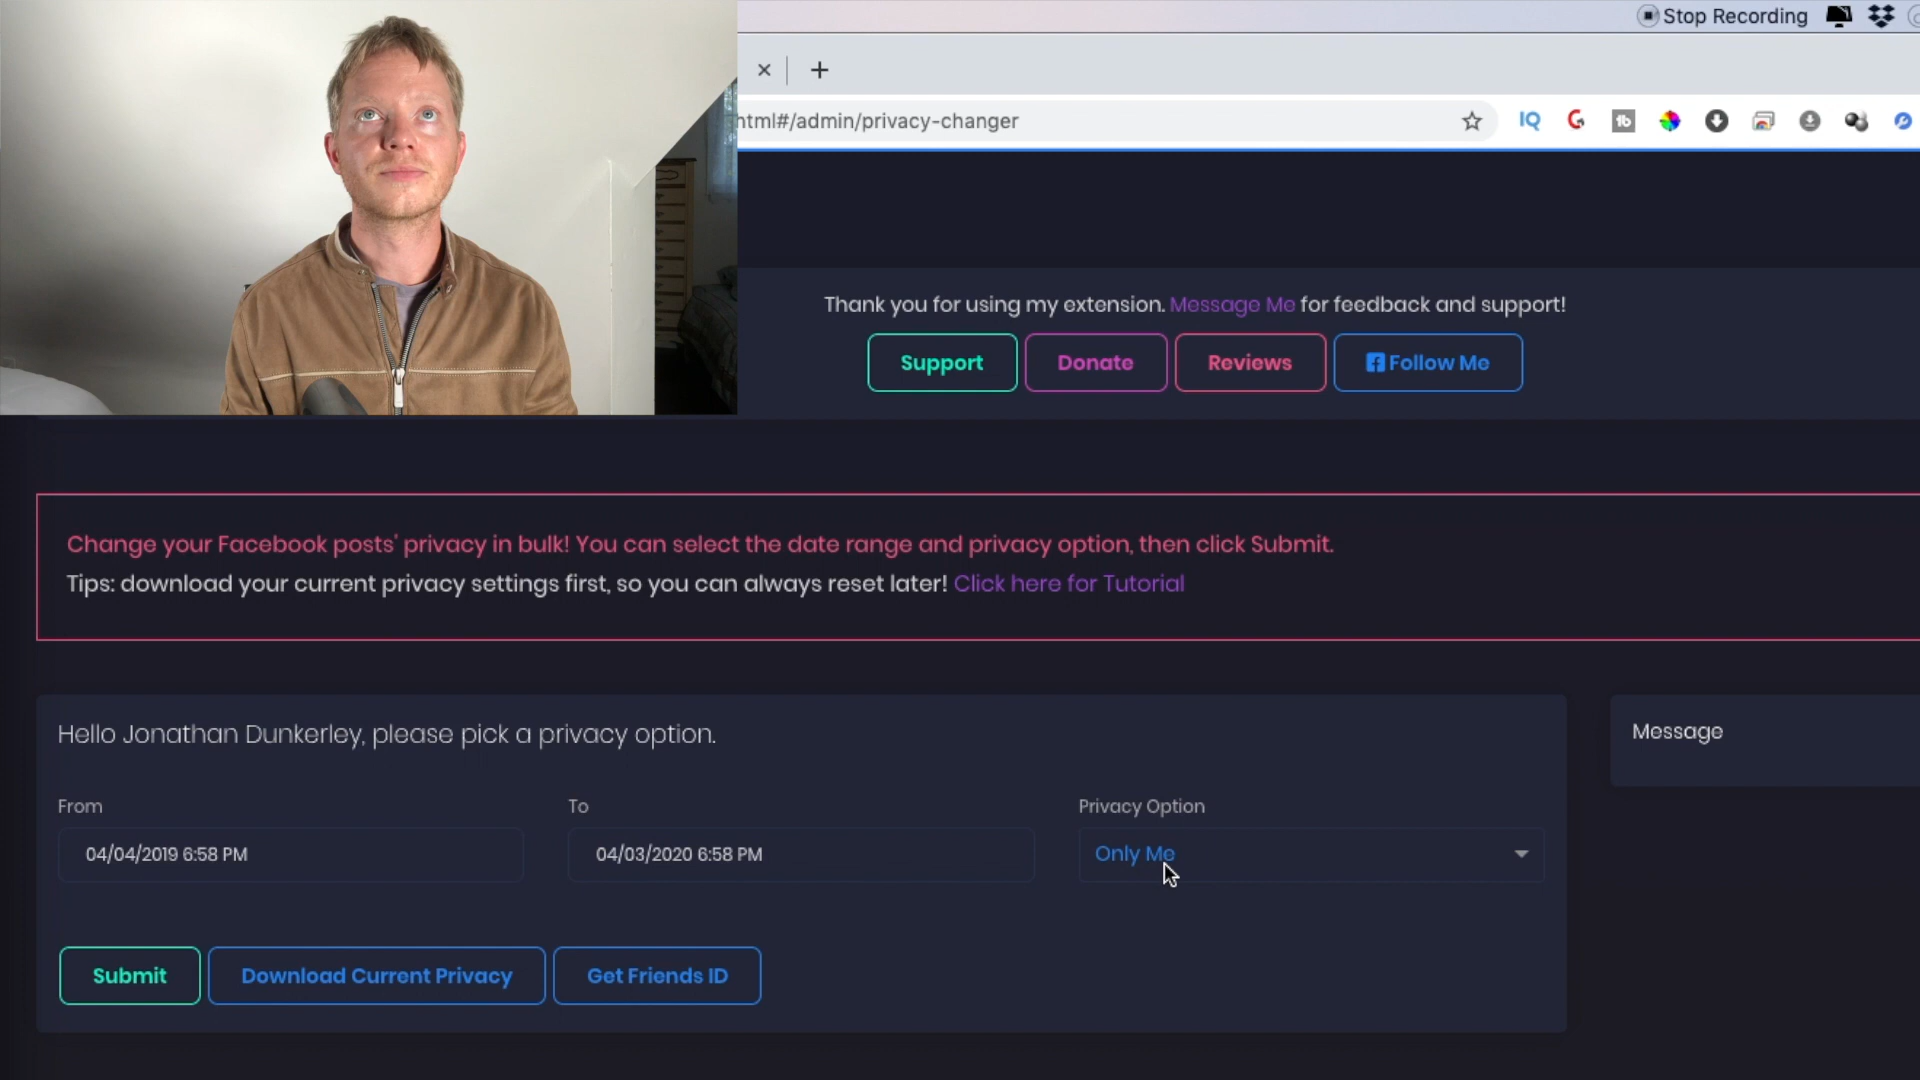 Stop Recording
html#/admin/privacy-changer
IQ
Thank you for using my extension. Message Me for feedback and support!
Support
Donate
Reviews
Follow Me
Change your Facebook posts' privacy in bulk! You can select the date range and privacy option, then click Submit.
Tips: download your current privacy settings first, so you can always reset later! Click here for Tutorial
Hello Jonathan Dunkerley, please pick a privacy option.
Message
From
To
Privacy Option
04/04/2019 6:58 PM
04/03/2020 6:58 PM
Only Me
Submit
Download Current Privacy
Get Friends ID